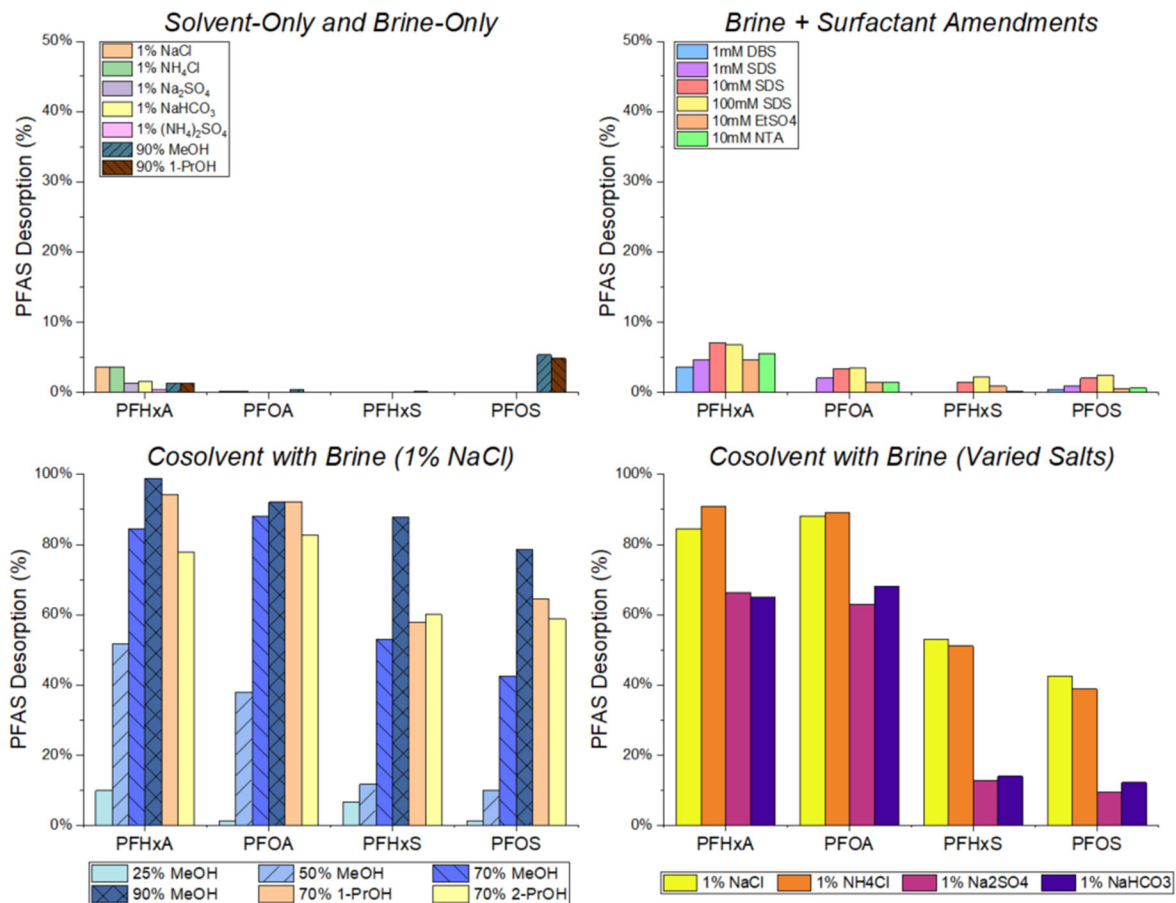 Solvent-Only and Brine-Only
50%
40%
30%
20%
10%
0%
PFAS Desorption (%)
1% NaCl
1% NH₄Cl
1% Na₂SO₄
1% NaHCO₃
1% (NH₄)₂SO₄
90% MeOH
90% 1-PrOH
PFHxA PFOA PFHxS PFOS
Brine + Surfactant Amendments
50%
40%
30%
20%
10%
0%
PFAS Desorption (%)
1mM DBS
1mM SDS
10mM SDS
100mM SDS
10mM EtSO4
10mM NTA
PFHxA PFOA PFHxS PFOS
Cosolvent with Brine (1% NaCl)
100%
80%
60%
40%
20%
0%
PFAS Desorption (%)
PFHxA PFOA PFHxS PFOS
25% MeOH 50% MeOH 70% MeOH
90% MeOH 70% 1-PrOH 70% 2-PrOH
Cosolvent with Brine (Varied Salts)
100%
80%
60%
40%
20%
0%
PFAS Desorption (%)
PFHxA PFOA PFHxS PFOS
1% NaCl 1% NH4Cl 1% Na2SO4 1% NaHCO3